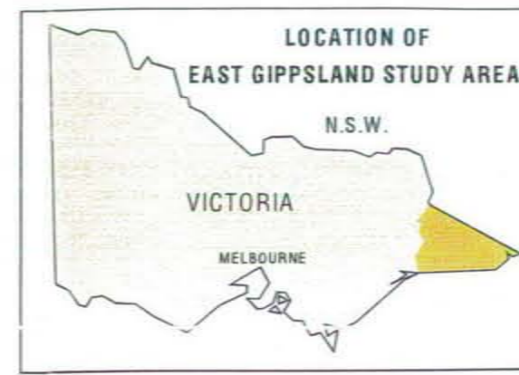 LOCATION OF
EAST GIPPSLAND STUDY AREA
N.S.W.
VICTORIA
MELBOURNE